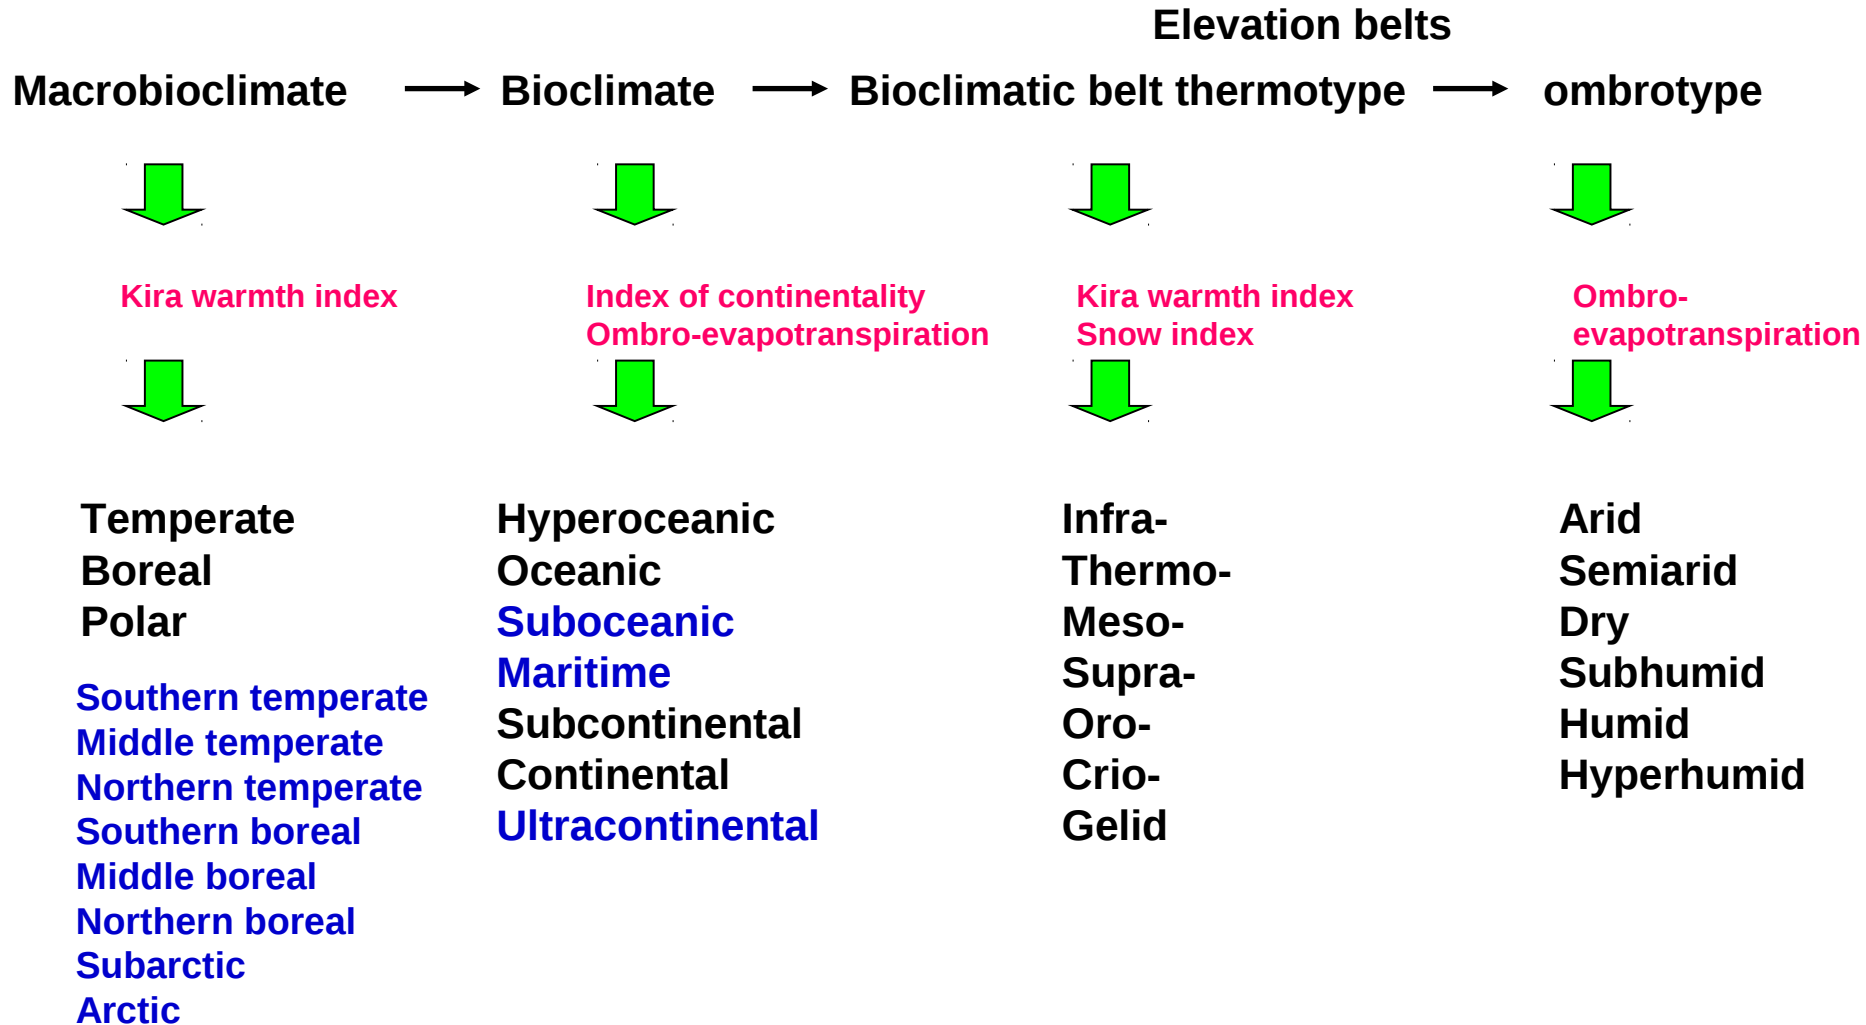 Elevation belts
Macrobioclimate
Bioclimate
Bioclimatic belt thermotype
ombrotype
Kira warmth index
Index of continentality
Ombro-evapotranspiration
Kira warmth index
Snow index
Ombro-
evapotranspiration
Temperate
Boreal
Polar
Southern temperate
Middle temperate
Northern temperate
Southern boreal
Middle boreal
Northern boreal
Subarctic
Arctic
Hyperoceanic
Oceanic
Suboceanic
Maritime
Subcontinental
Continental
Ultracontinental
Infra-
Thermo-
Meso-
Supra-
Oro-
Crio-
Gelid
Arid
Semiarid
Dry
Subhumid
Humid
Hyperhumid